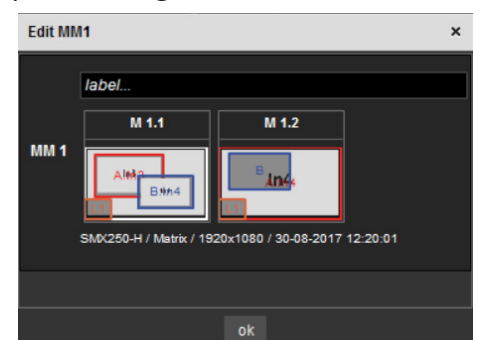 Edit MM1 ×
label...
M 1.1 M 1.2
MM 1
B In4
B
In4
SMX250-H / Matrix / 1920x1080 / 30-08-2017 12:20:01
ok